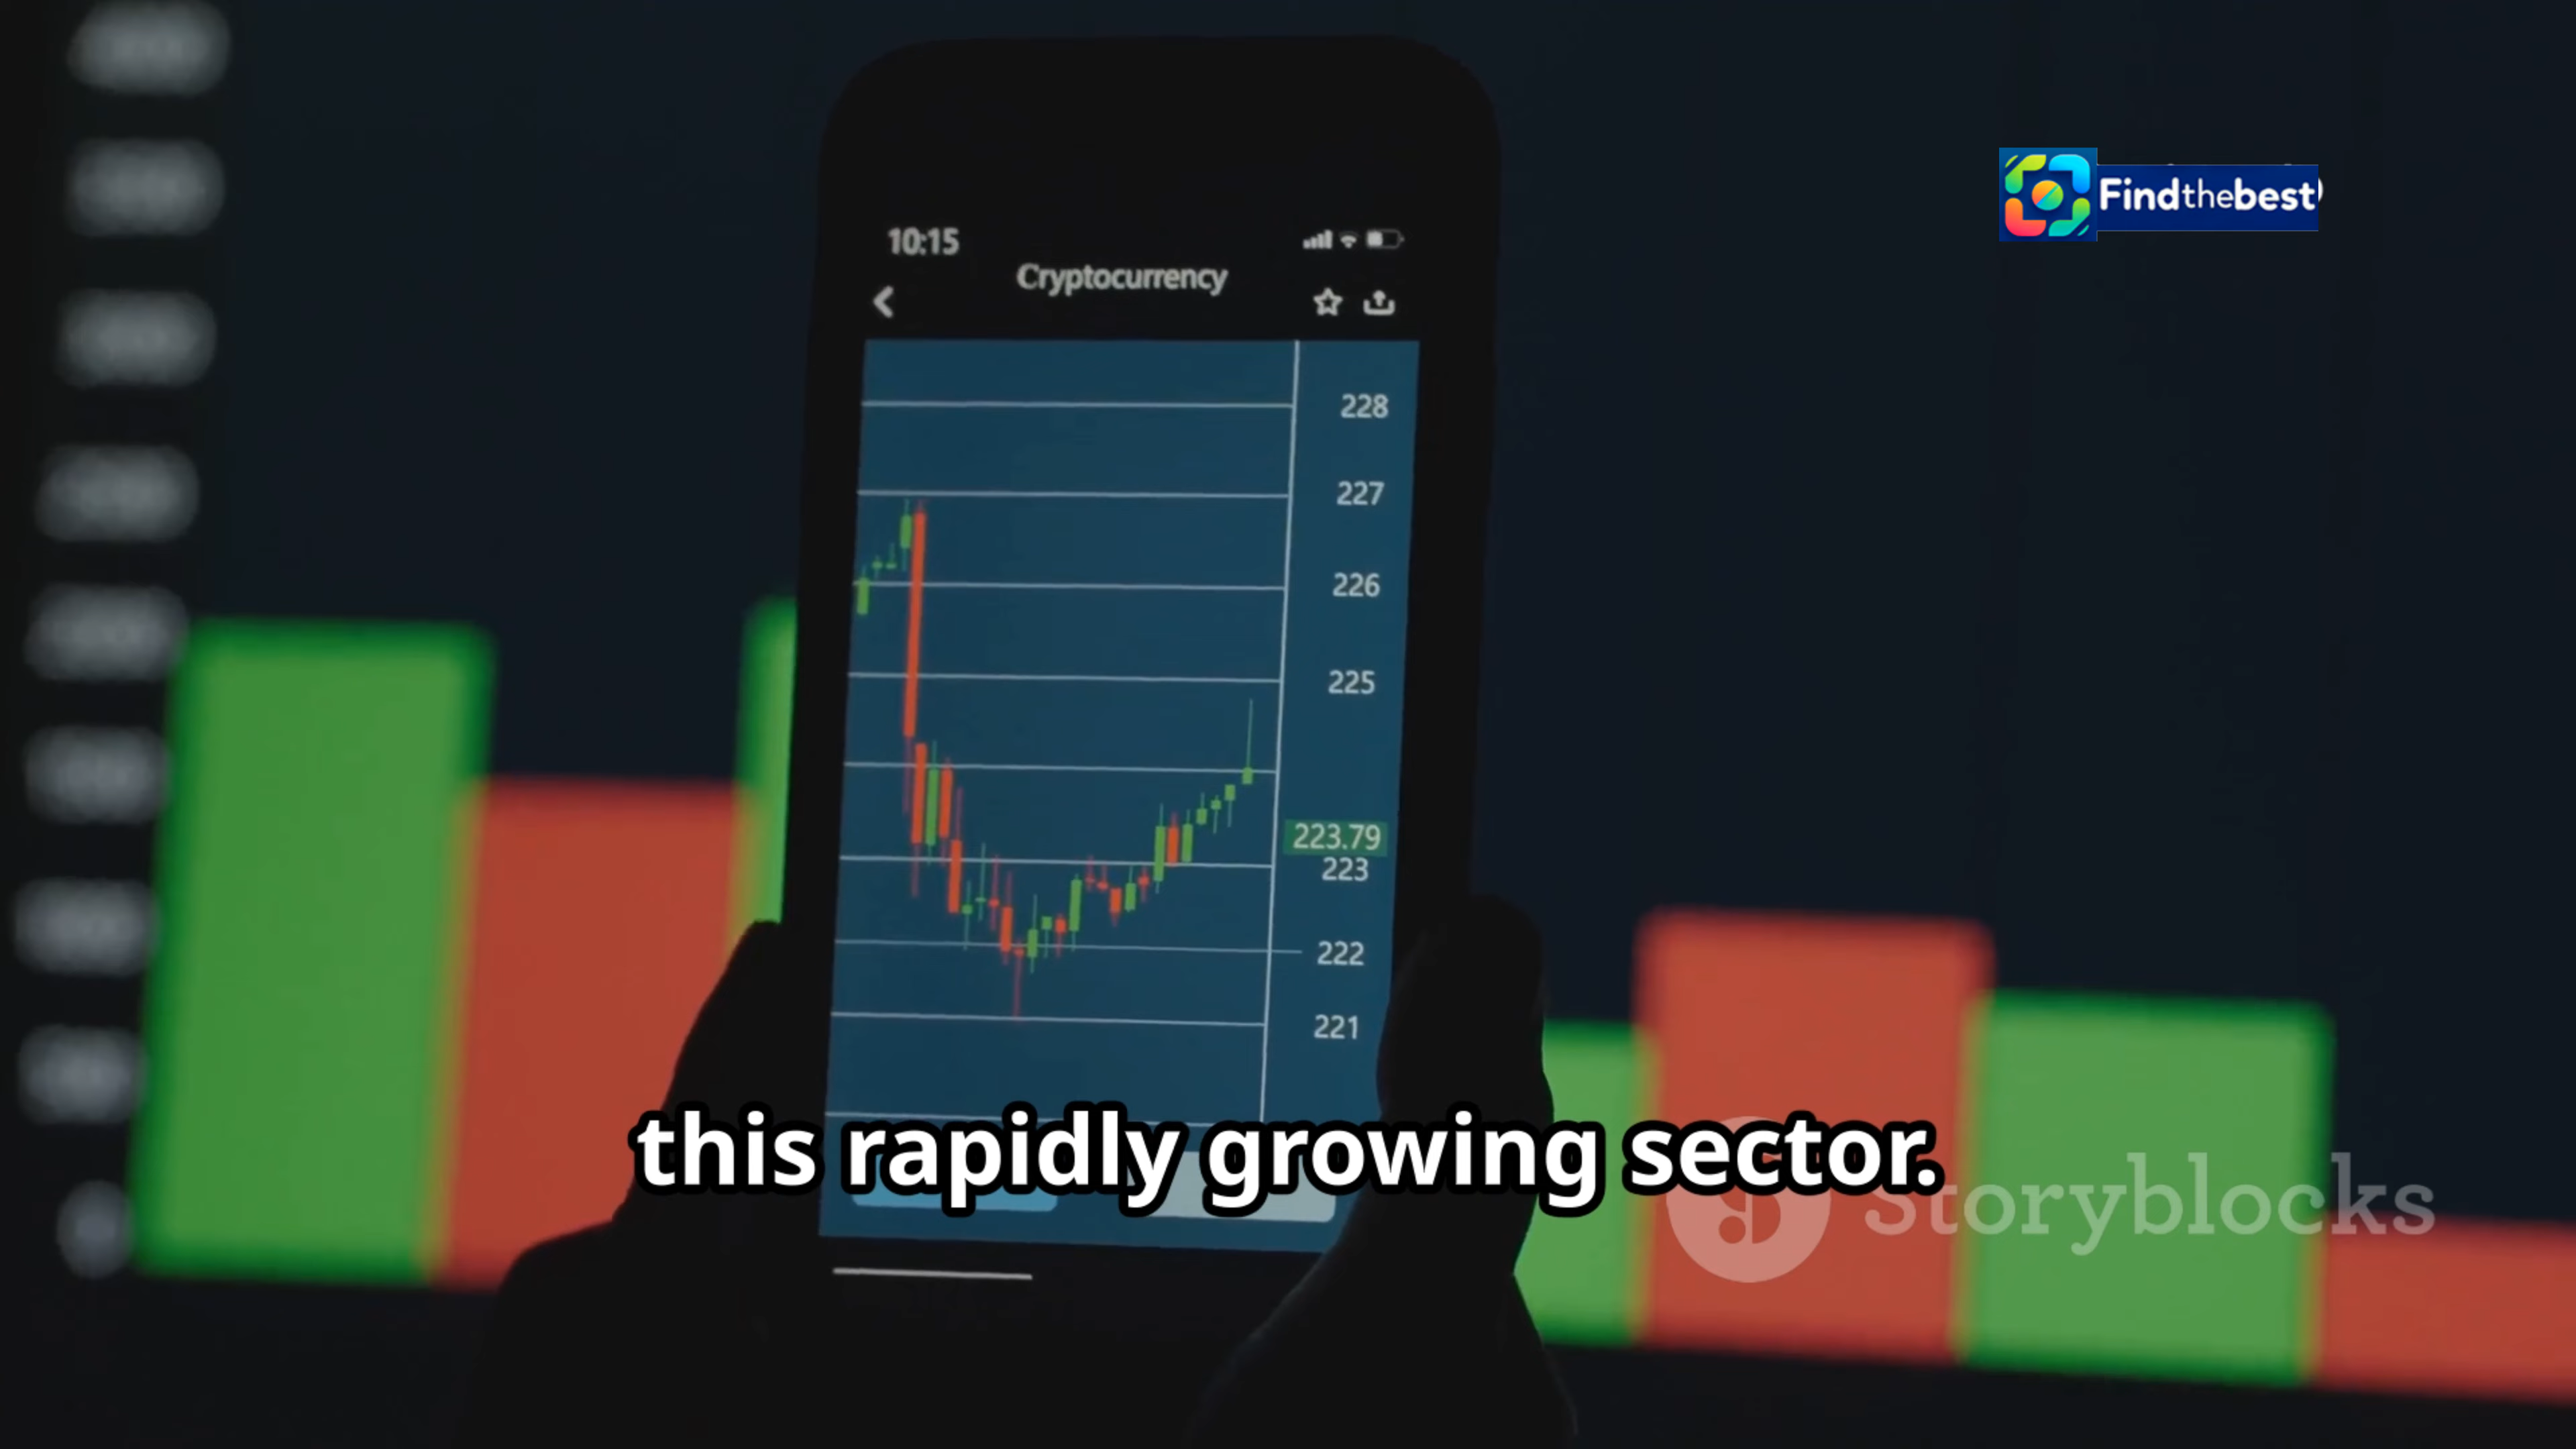 Findthebest
10:15
Cryptocurrency
228
227
226
225
223.79
223
222
221
this rapidly growing sector.
Storyblocks